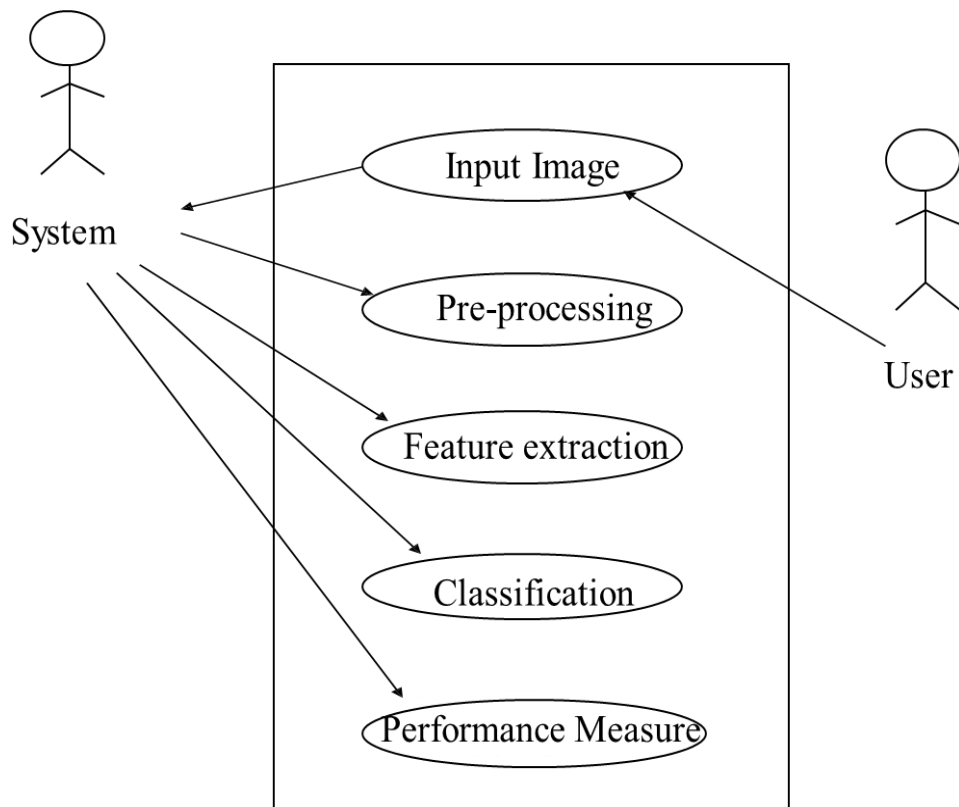 Input Image
System
Pre-processing
User
Feature extraction
Classification
Performance Measure